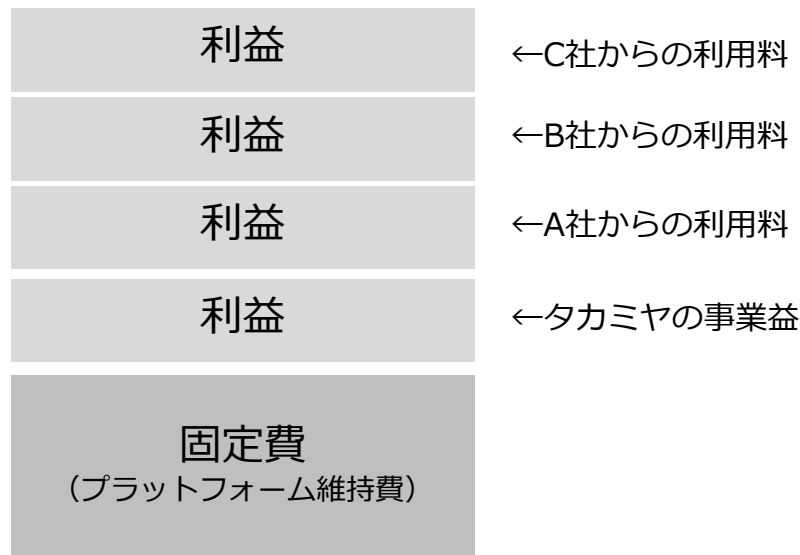 利益
←C社からの利用料
利益
←B社からの利用料
利益
←A社からの利用料
利益
←タカミヤの事業益
固定費
（プラットフォーム維持費）